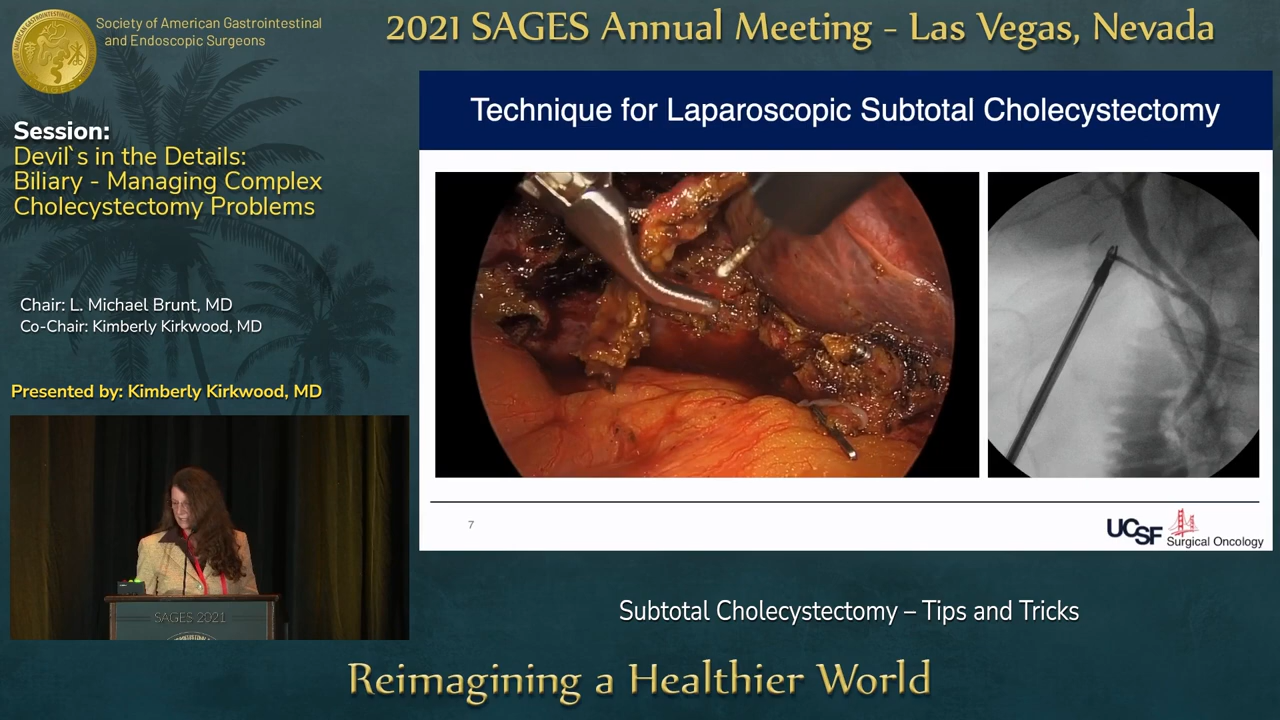 Society of American Gastrointestinal
and Endoscopic Surgeons
2021 SAGES Annual Meeting - Las Vegas, Nevada
Session:
Devil`s in the Details:
Biliary - Managing Complex
Cholecystectomy Problems
Chair: L. Michael Brunt, MD
Co-Chair: Kimberly Kirkwood, MD
Presented by: Kimberly Kirkwood, MD
SAGES 2021
Technique for Laparoscopic Subtotal Cholecystectomy
7
UCSF
Surgical Oncology
Subtotal Cholecystectomy – Tips and Tricks
Reimagining a Healthier World